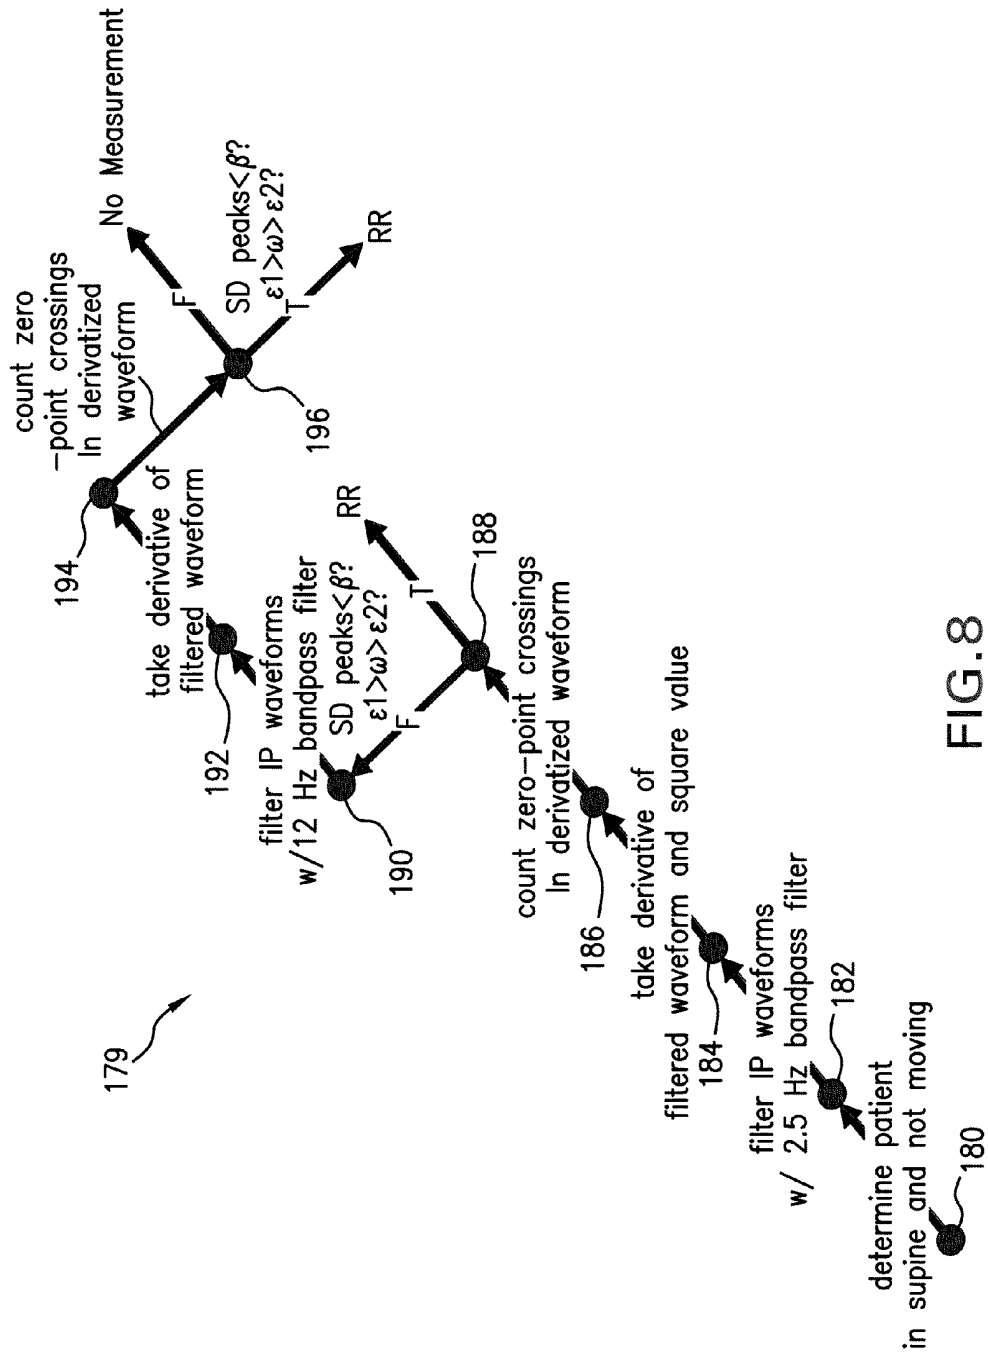 179
180
determine patient
in supine and not moving
182
filter IP waveforms
w/ 2.5 Hz bandpass filter
184
take derivative of
filtered waveform and square value
186
count zero-point crossings
In derivatized waveform
188
SD peaks<β?
ε1>ω>ε2?
T
RR
F
190
filter IP waveforms
w/12 Hz bandpass filter
192
take derivative of
filtered waveform
194
count zero
-point crossings
In derivatized
waveform
196
SD peaks<β?
ε1>ω>ε2?
F
No Measurement
T
RR
FIG.8